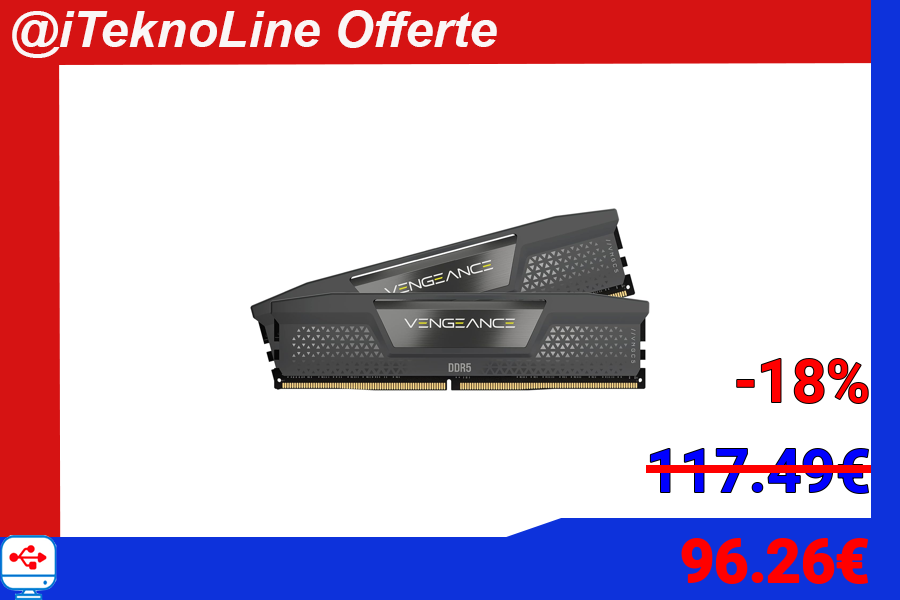 @iTeknoLine Offerte
VENGEANCE
VENGEANCE
DDR5
-18%
117.49€
96.26€